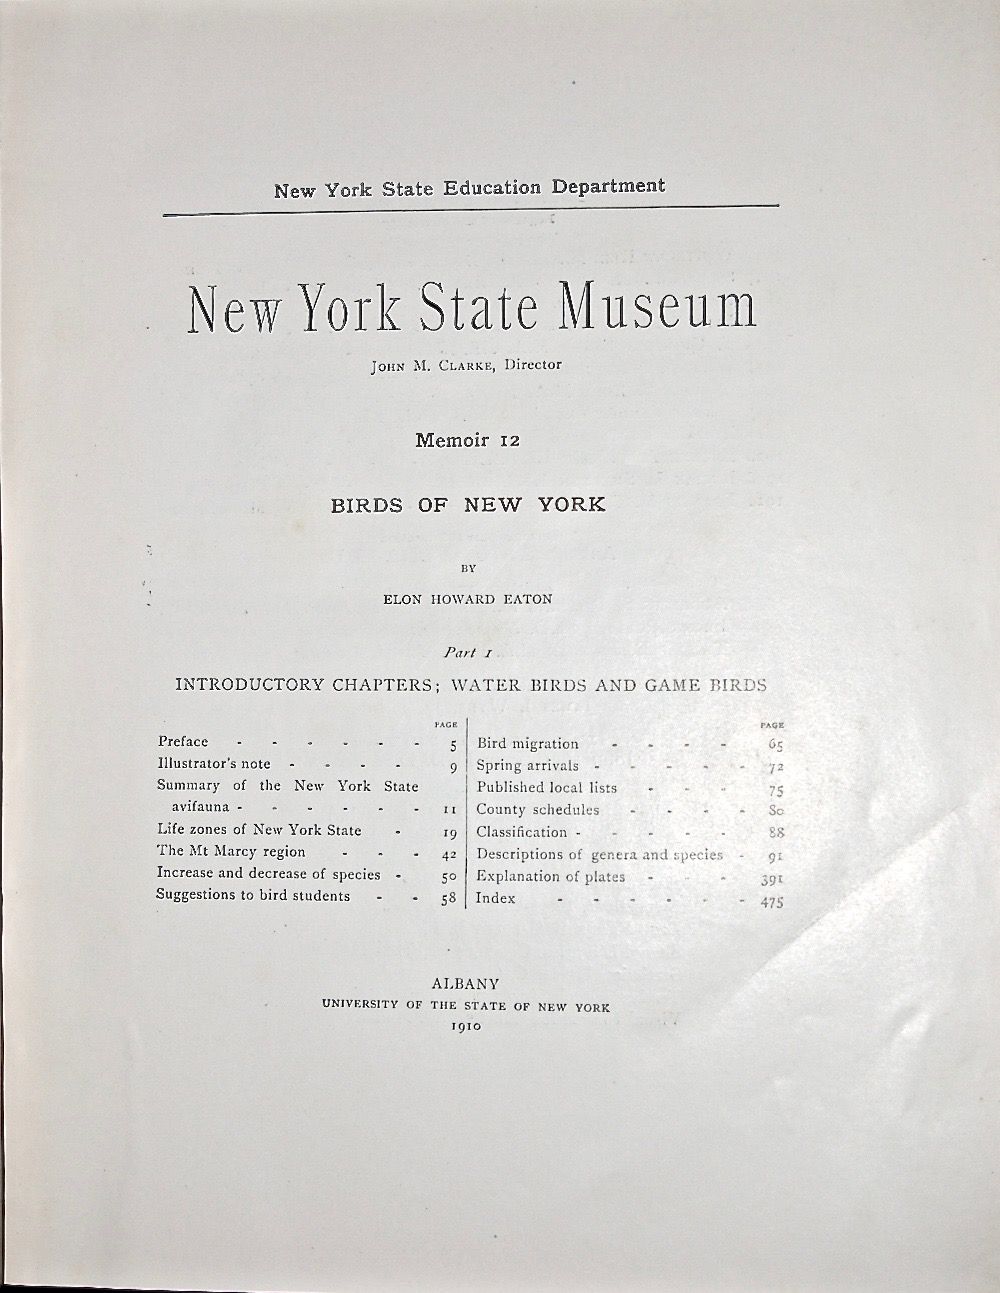 New York State Education Department
New York State Museum
JOHN M. CLARKE, Director
Memoir 12
BIRDS OF NEW YORK
BY
ELON HOWARD EATON
Part 1
INTRODUCTORY CHAPTERS; WATER BIRDS AND GAME BIRDS
PAGE
Preface - - - - - - 5
Illustrator's note - - - - 9
Summary of the New York State
avifauna - - - - - - 11
Life zones of New York State - 19
The Mt Marcy region - - - 42
Increase and decrease of species - 50
Suggestions to bird students - - 58
PAGE
Bird migration - - - - 65
Spring arrivals - - - - - 72
Published local lists - - - 75
County schedules - - - - 80
Classification - - - - - 88
Descriptions of genera and species - 91
Explanation of plates - - - 391
Index - - - - - - 475
ALBANY
UNIVERSITY OF THE STATE OF NEW YORK
1910